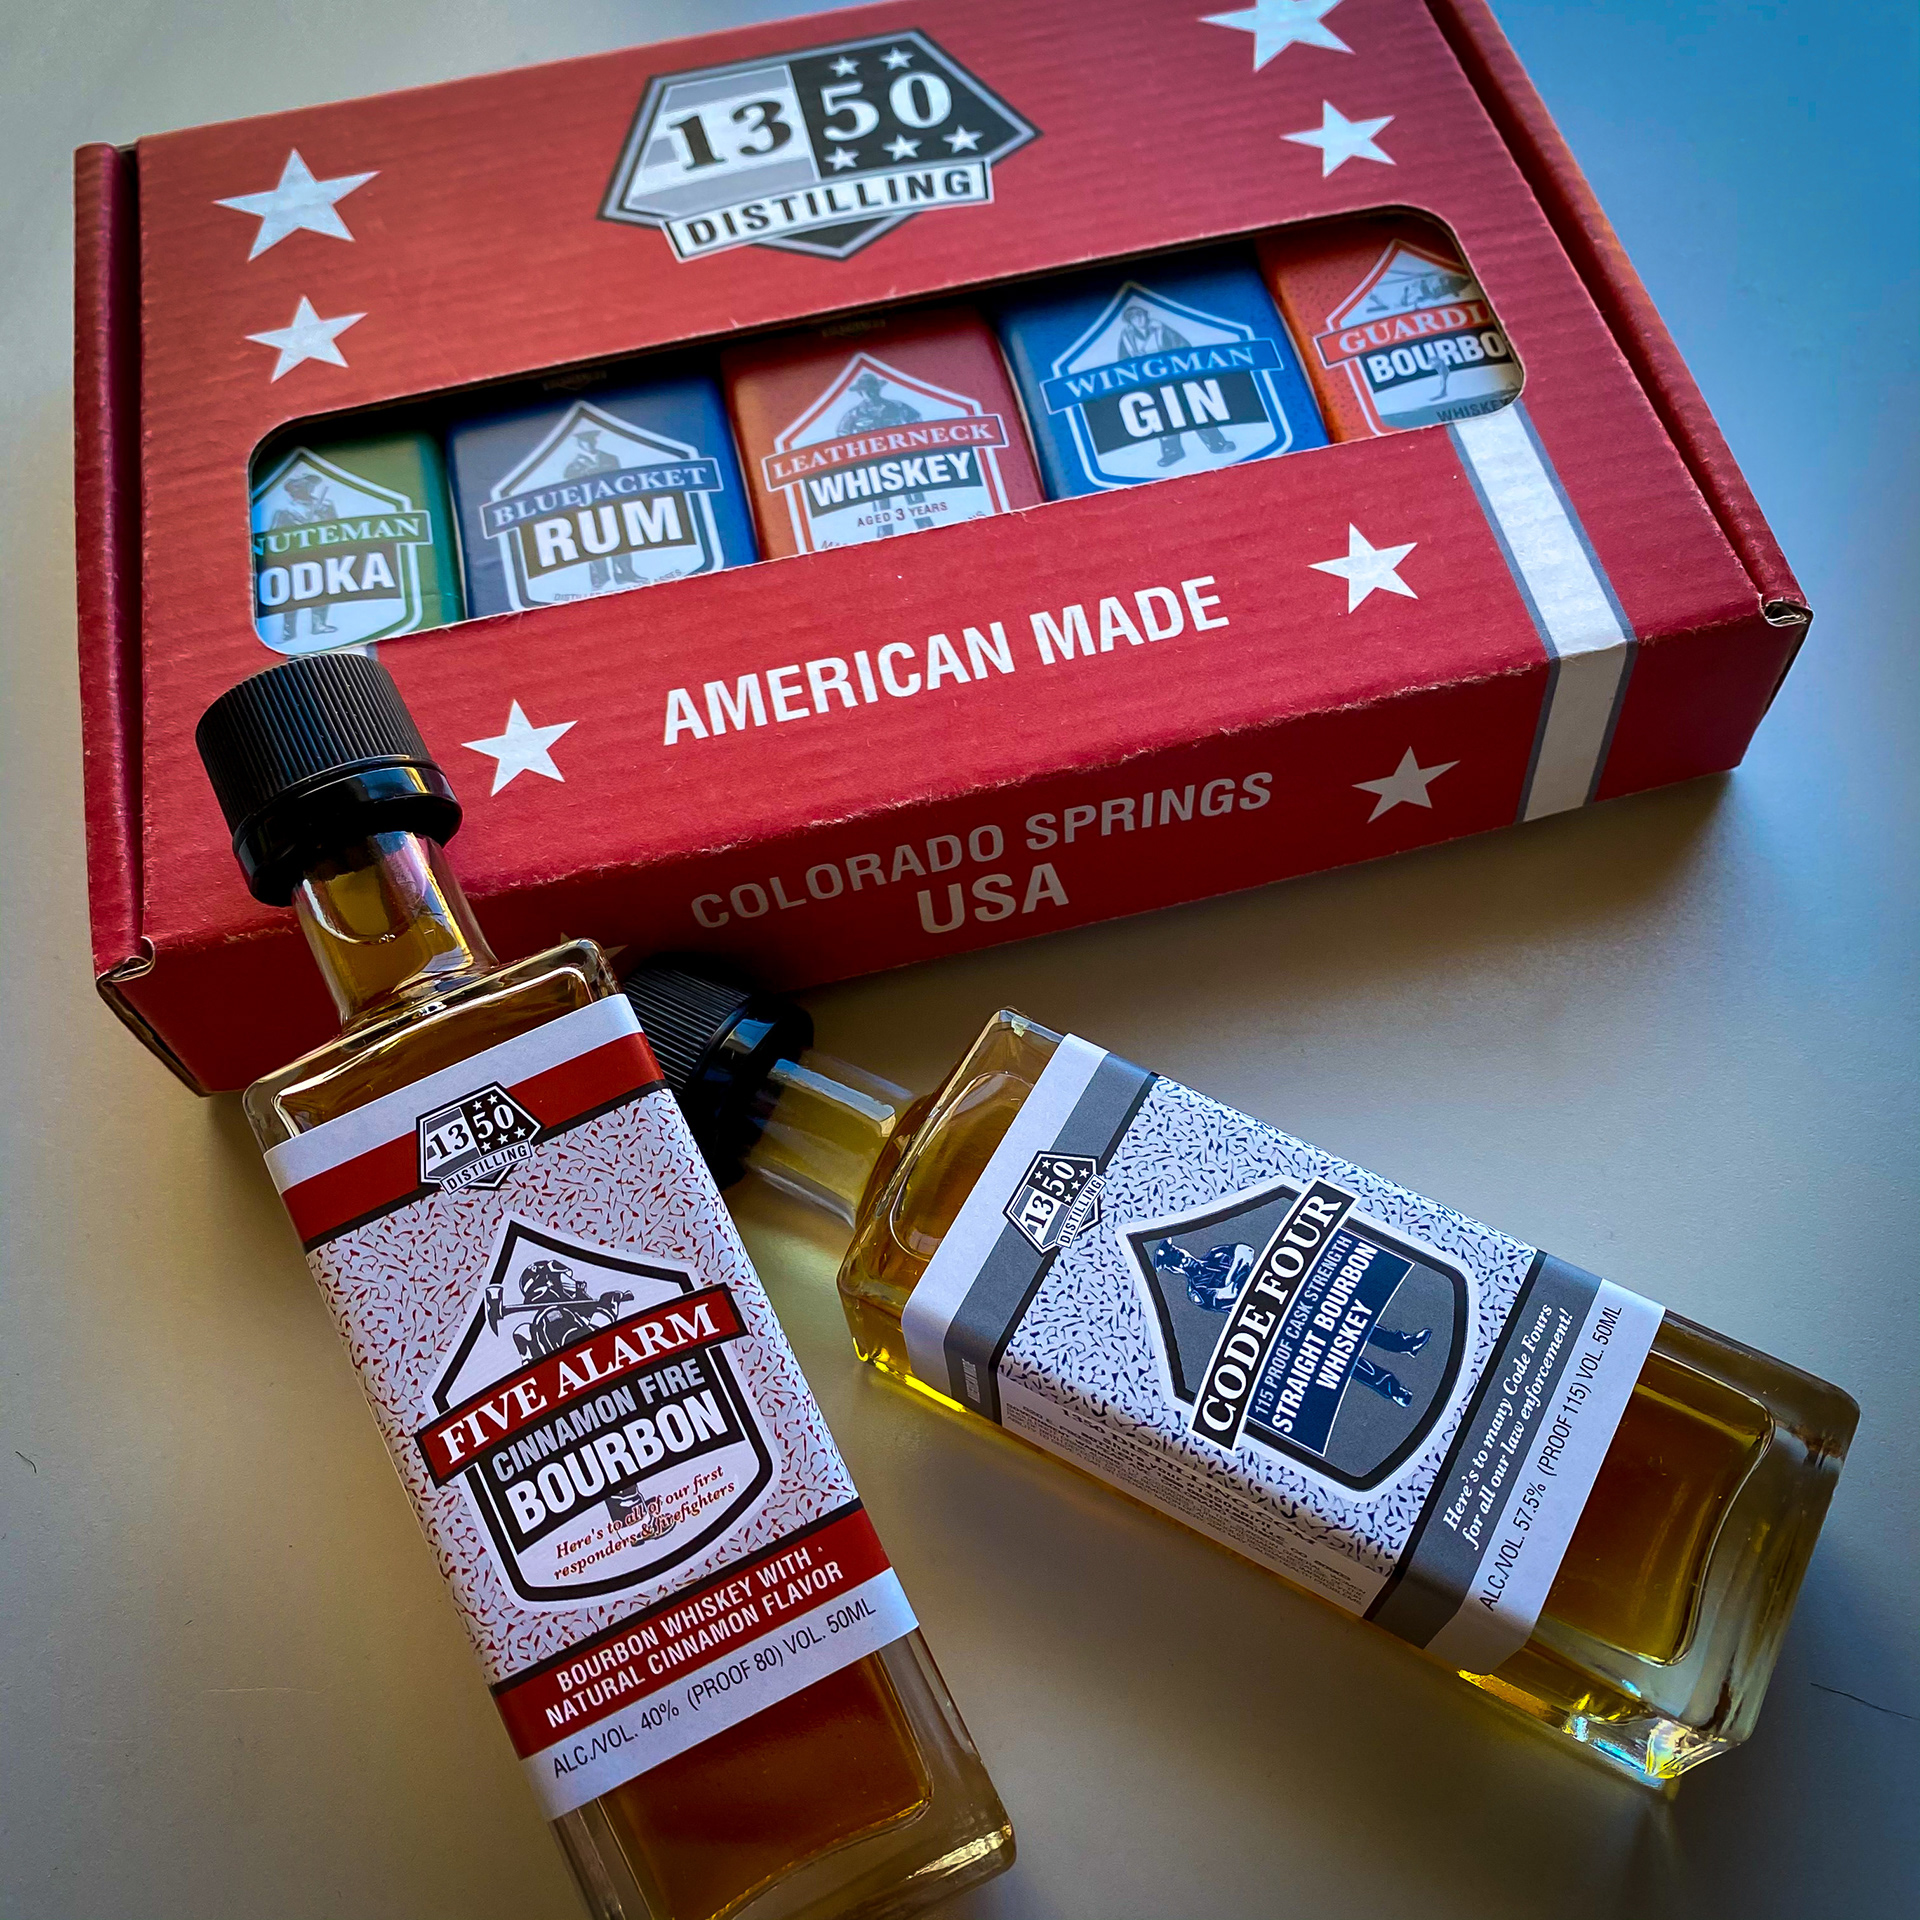 1350
DISTILLING
NUTEMAN
ODKA
BLUEJACKET
RUM
LEATHERNECK
WHISKEY
AGED 3 YEARS
WINGMAN
GIN
GUARDI
BOURBO
WHISKEY
AMERICAN MADE
COLORADO SPRINGS
USA
1350
DISTILLING
FIVE ALARM
CINNAMON FIRE
BOURBON
Here's to all of our first
responders & firefighters
BOURBON WHISKEY WITH
NATURAL CINNAMON FLAVOR
ALC./VOL. 40% (PROOF 80) VOL. 50ML
1350
DISTILLING
CODE FOUR
115 PROOF CASK STRENGTH
STRAIGHT BOURBON
WHISKEY
Here's to many Code Fours
for all our law enforcement!
ALC./VOL. 57.5% (PROOF 115) VOL. 50ML